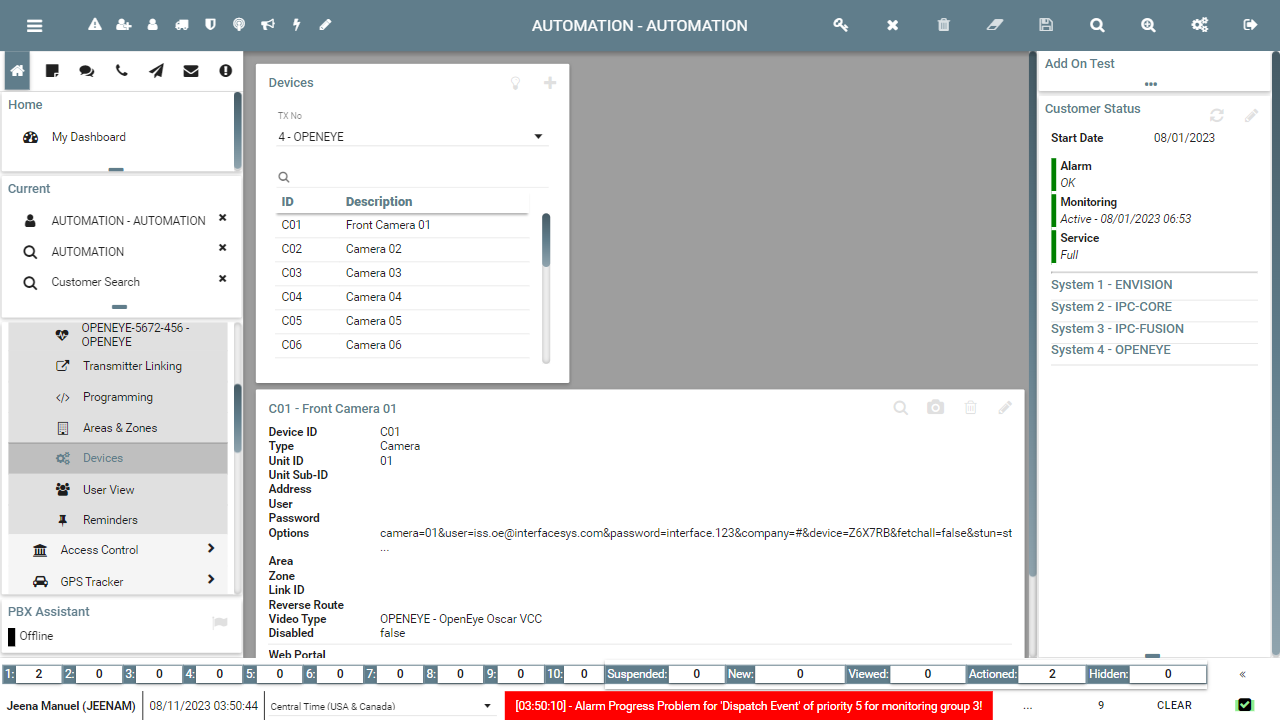 AUTOMATION - AUTOMATION
Home
My Dashboard
Current
AUTOMATION - AUTOMATION
AUTOMATION
Customer Search
OPENEYE-5672-456 -
OPENEYE
Transmitter Linking
Programming
Areas & Zones
Devices
User View
Reminders
Access Control
GPS Tracker
PBX Assistant
Offline
Devices
TX No
4 - OPENEYE
ID Description
C01 Front Camera 01
C02 Camera 02
C03 Camera 03
C04 Camera 04
C05 Camera 05
C06 Camera 06
C01 - Front Camera 01
Device ID C01
Type Camera
Unit ID 01
Unit Sub-ID
Address
User
Password
Options camera=01&user=iss.oe@interfacesys.com&password=interface.123&company=#&device=Z6X7RB&fetchall=false&stun=st
...
Area
Zone
Link ID
Reverse Route
Video Type OPENEYE - OpenEye Oscar VCC
Disabled false
Web Portal
Add On Test
Customer Status
Start Date 08/01/2023
Alarm
OK
Monitoring
Active - 08/01/2023 06:53
Service
Full
System 1 - ENVISION
System 2 - IPC-CORE
System 3 - IPC-FUSION
System 4 - OPENEYE
1: 2 2: 0 3: 0 4: 0 5: 0 6: 0 7: 0 8: 0 9: 0 10: 0 Suspended: 0 New: 0 Viewed: 0 Actioned: 2 Hidden: 0 «
Jeena Manuel (JEENAM) 08/11/2023 03:50:44 Central Time (USA & Canada) [03:50:10] - Alarm Progress Problem for 'Dispatch Event' of priority 5 for monitoring group 3! ... 9 CLEAR